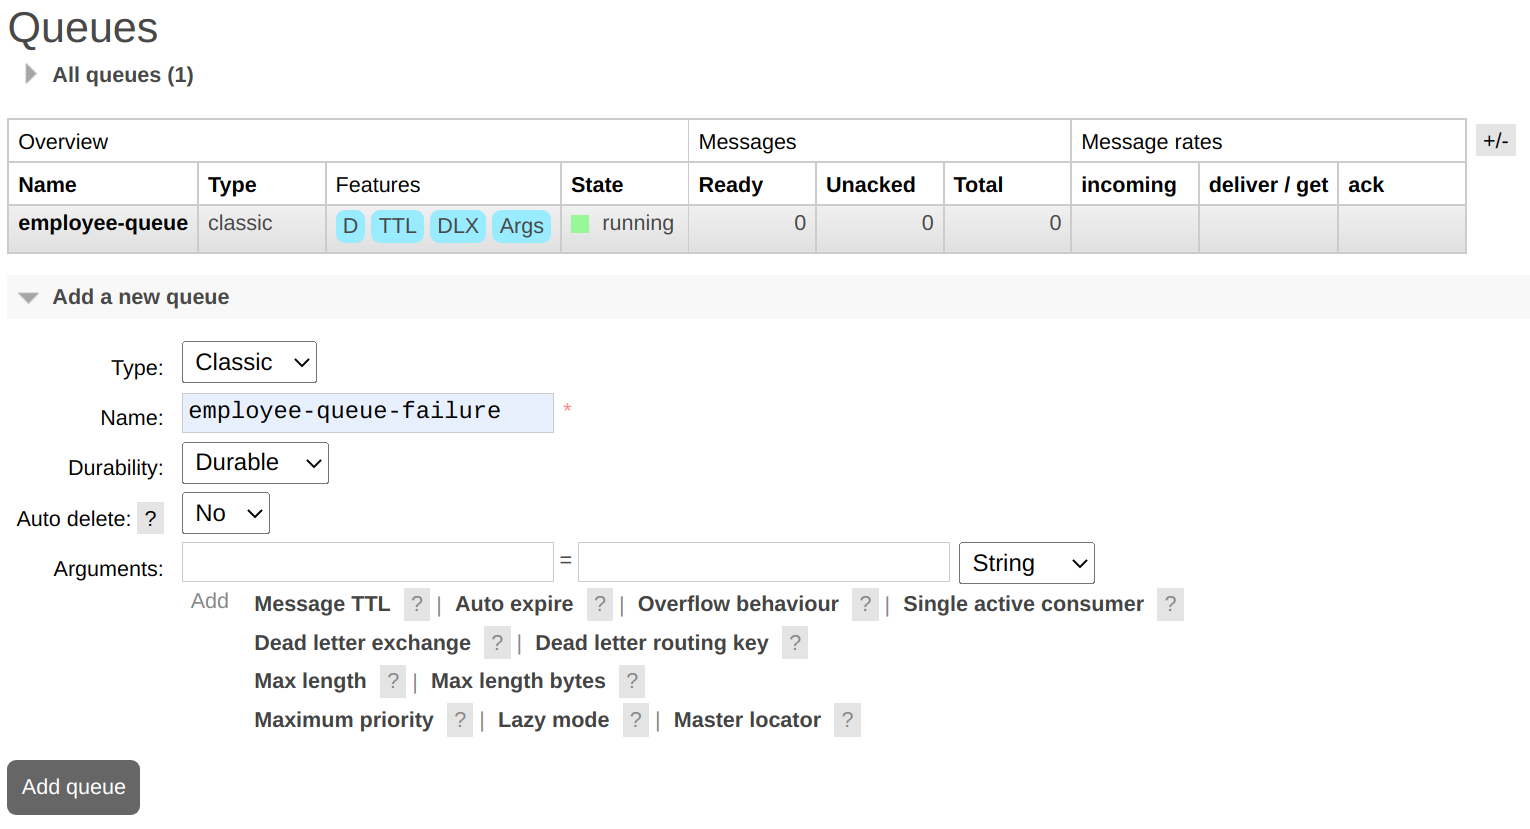 Queues
All queues (1)
Overview Messages Message rates +/-
Name Type Features State Ready Unacked Total incoming deliver / get ack
employee-queue classic D TTL DLX Args running 0 0 0
Add a new queue
Type: Classic
Name: employee-queue-failure *
Durability: Durable
Auto delete: ? No
Arguments: = String
Add Message TTL ? | Auto expire ? | Overflow behaviour ? | Single active consumer ?
Dead letter exchange ? | Dead letter routing key ?
Max length ? | Max length bytes ?
Maximum priority ? | Lazy mode ? | Master locator ?
Add queue